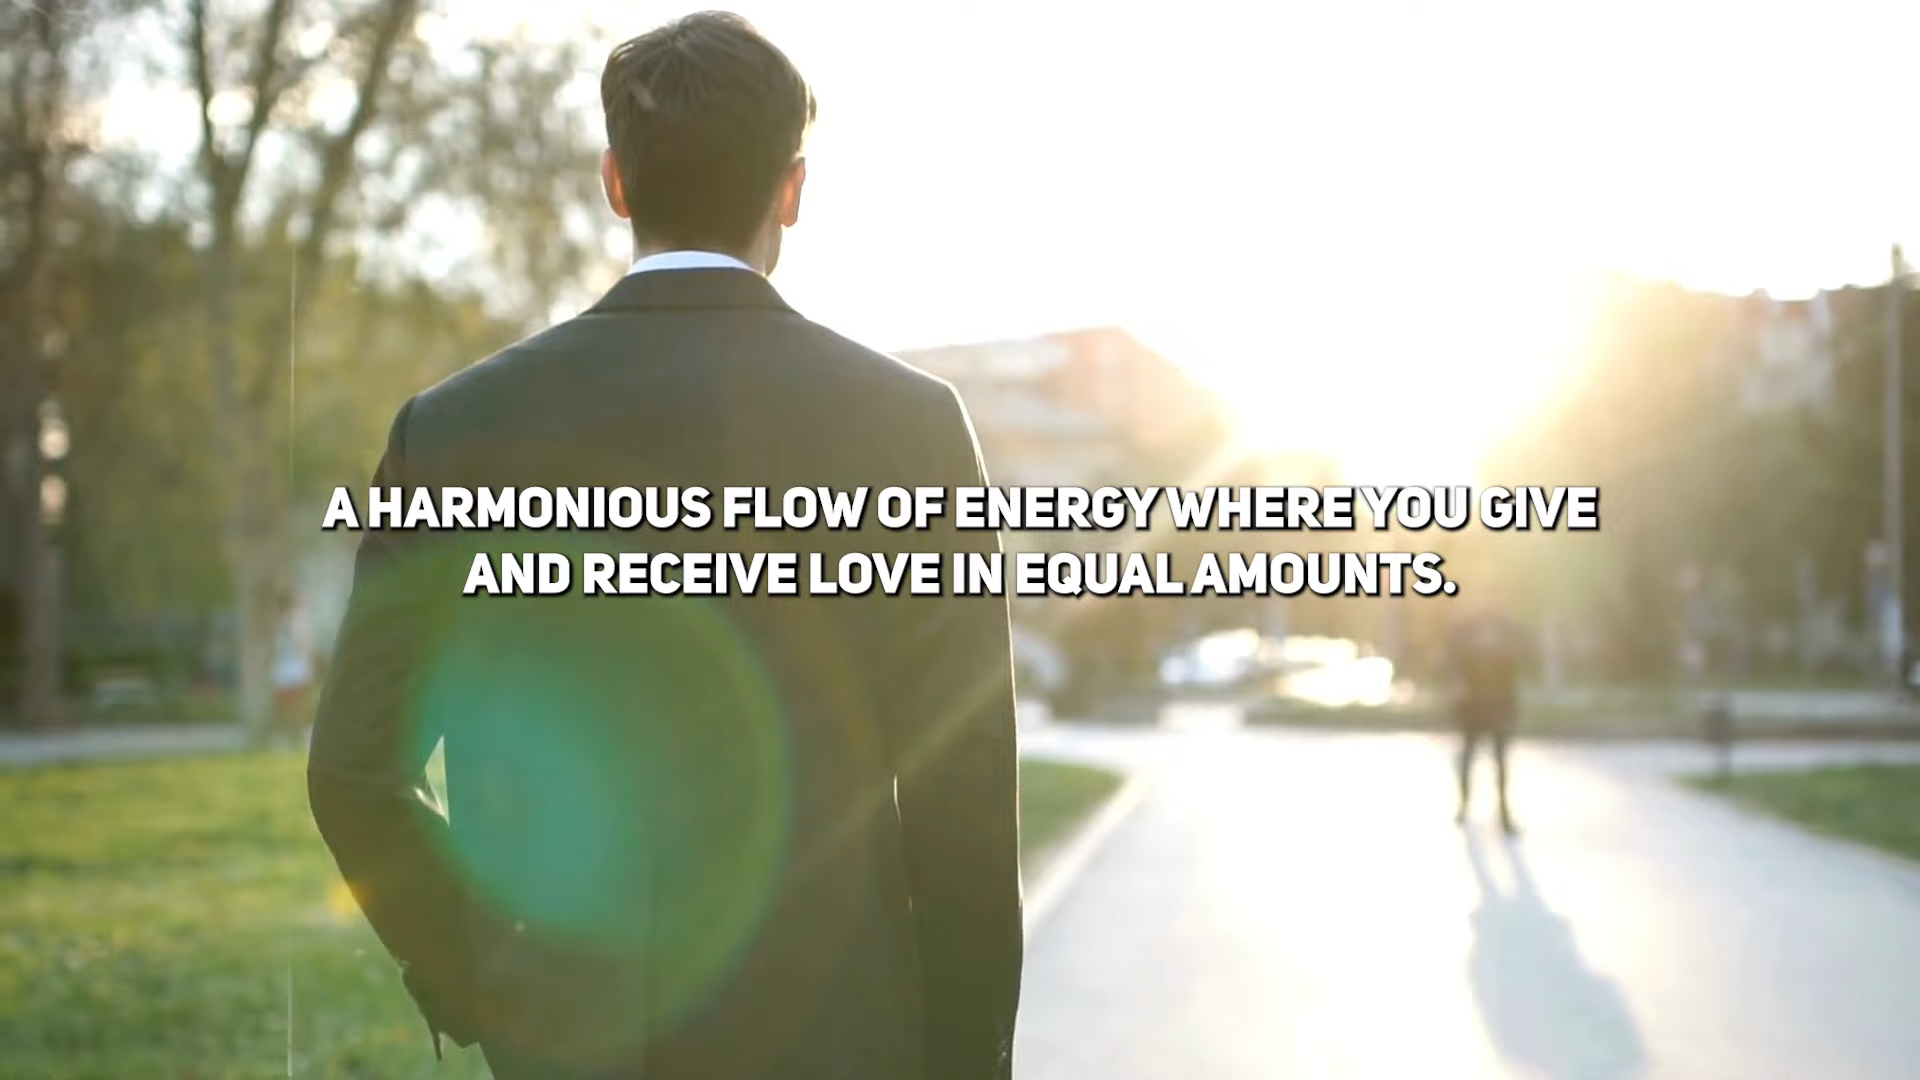 A HARMONIOUS FLOW OF ENERGY WHERE YOU GIVE
AND RECEIVE LOVE IN EQUAL AMOUNTS.